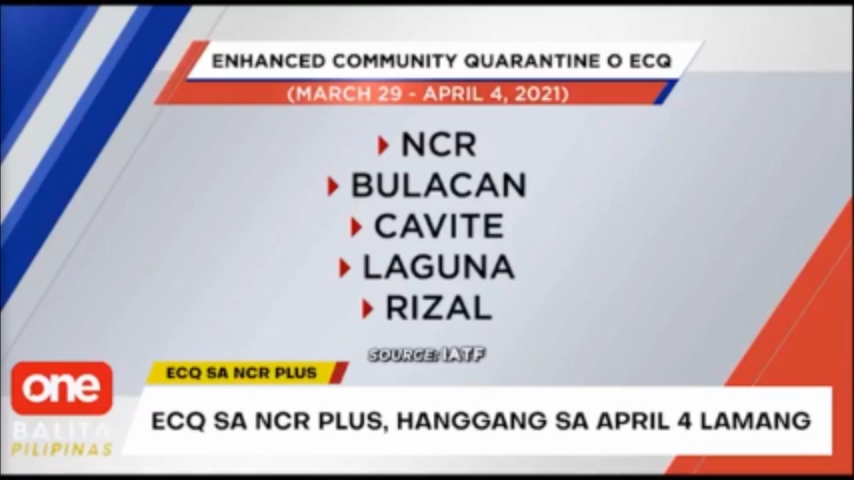 ENHANCED COMMUNITY QUARANTINE O ECQ
(MARCH 29 - APRIL 4, 2021)
NCR
BULACAN
CAVITE
LAGUNA
RIZAL
SOURCE: IATF
ECQ SA NCR PLUS
ECQ SA NCR PLUS, HANGGANG SA APRIL 4 LAMANG
one
BALITA
PILIPINAS